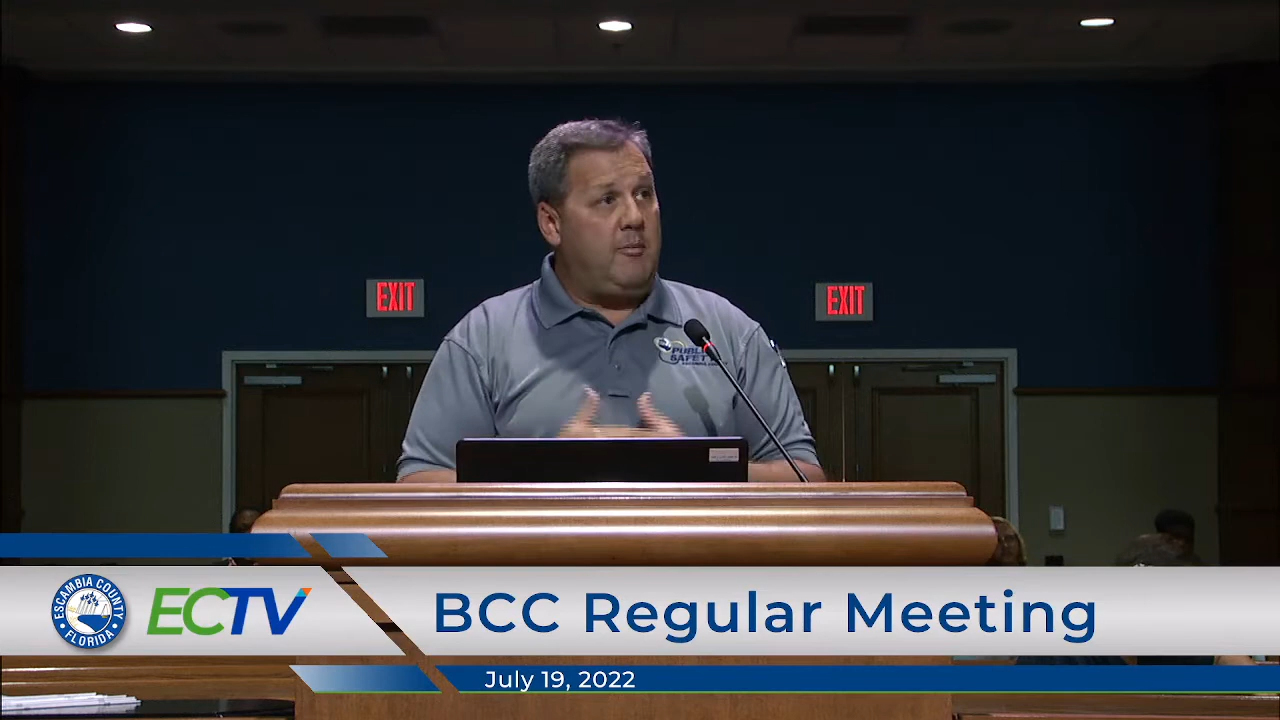 EXIT
EXIT
PUBLIC
SAFETY
ESCAMBIA COUNTY
FLORIDA
ECTV
BCC Regular Meeting
July 19, 2022